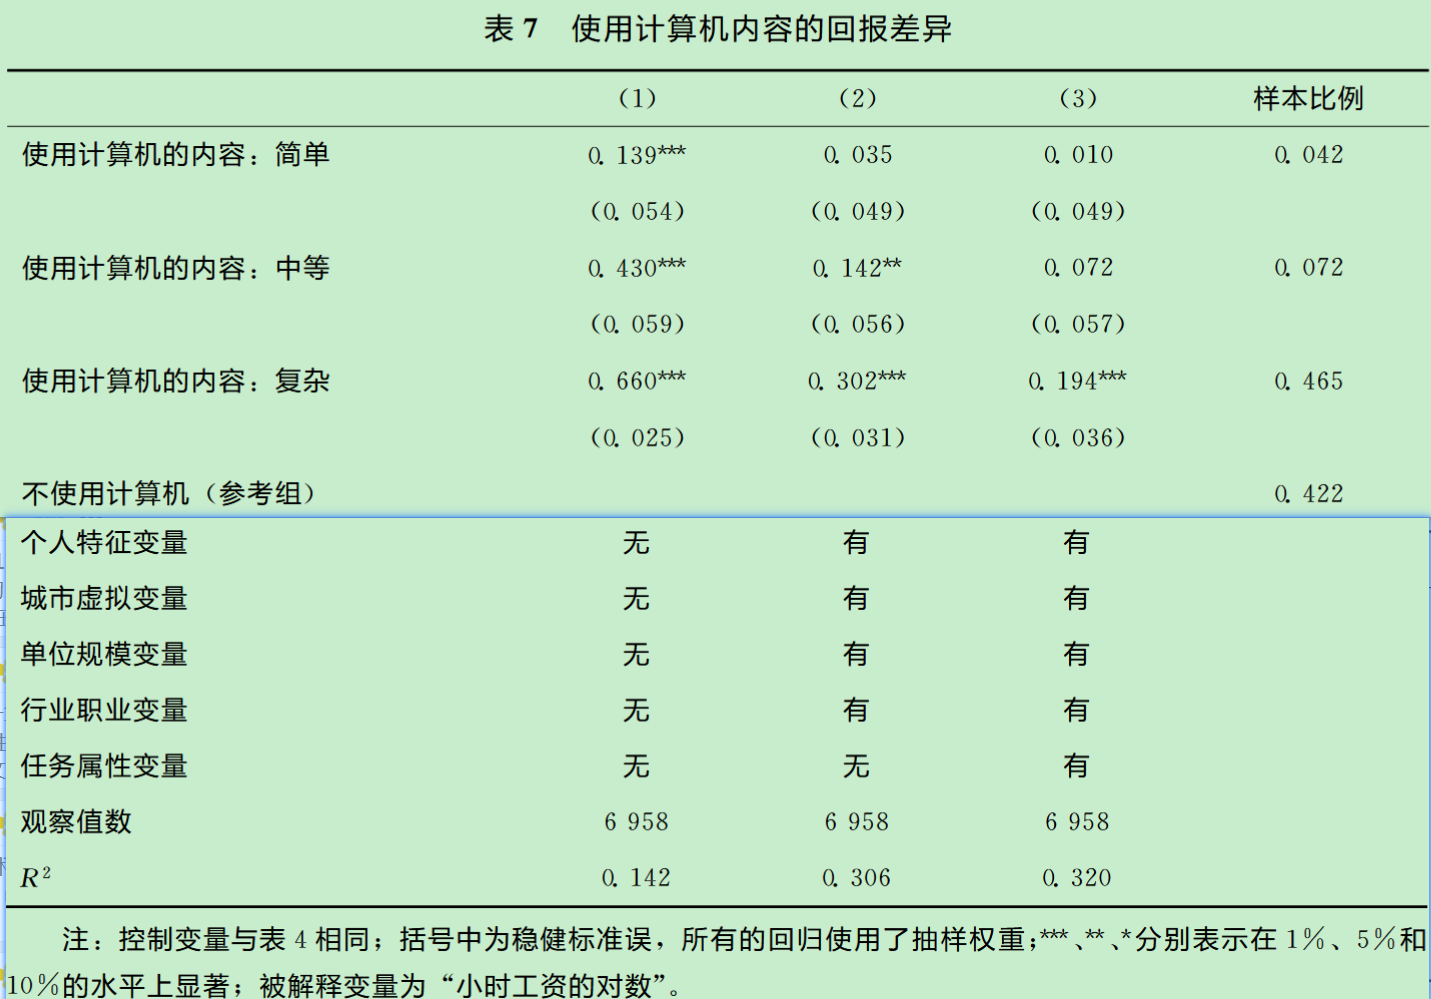 表 7 使用计算机内容的回报差异
(1) (2) (3) 样本比例
使用计算机的内容：简单 0.139*** 0.035 0.010 0.042
(0.054) (0.049) (0.049)
使用计算机的内容：中等 0.430*** 0.142** 0.072 0.072
(0.059) (0.056) (0.057)
使用计算机的内容：复杂 0.660*** 0.302*** 0.194*** 0.465
(0.025) (0.031) (0.036)
不使用计算机（参考组） 0.422
个人特征变量 无 有 有
城市虚拟变量 无 有 有
单位规模变量 无 有 有
行业职业变量 无 有 有
任务属性变量 无 无 有
观察值数 6 958 6 958 6 958
R² 0.142 0.306 0.320
注：控制变量与表 4 相同；括号中为稳健标准误，所有的回归使用了抽样权重；***、**、*分别表示在 1%、5%和
10%的水平上显著；被解释变量为“小时工资的对数”。